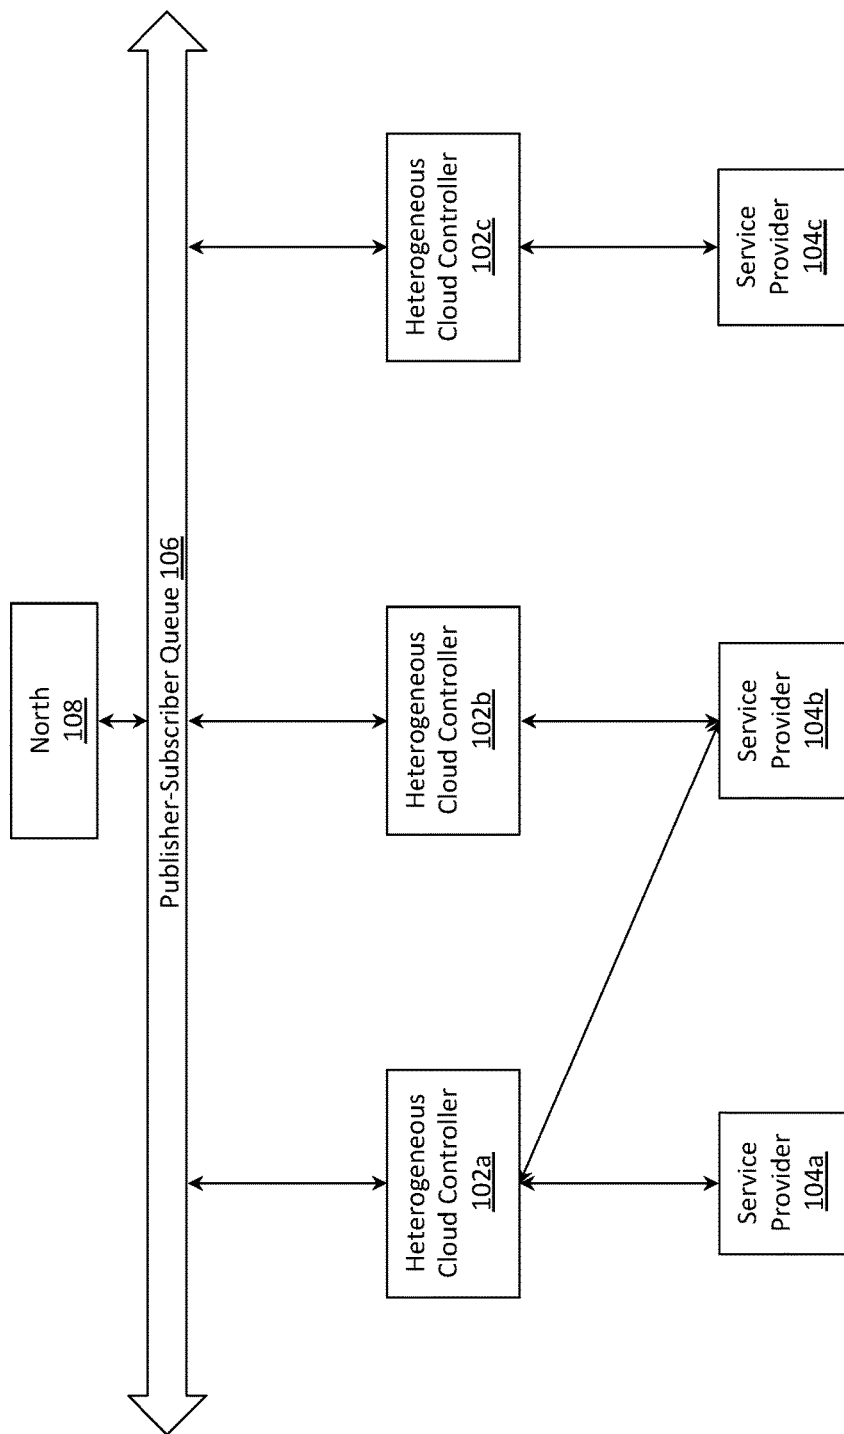 North
108
Publisher-Subscriber Queue 106
Heterogeneous
Cloud Controller
102a
Heterogeneous
Cloud Controller
102b
Heterogeneous
Cloud Controller
102c
Service
Provider
104a
Service
Provider
104b
Service
Provider
104c